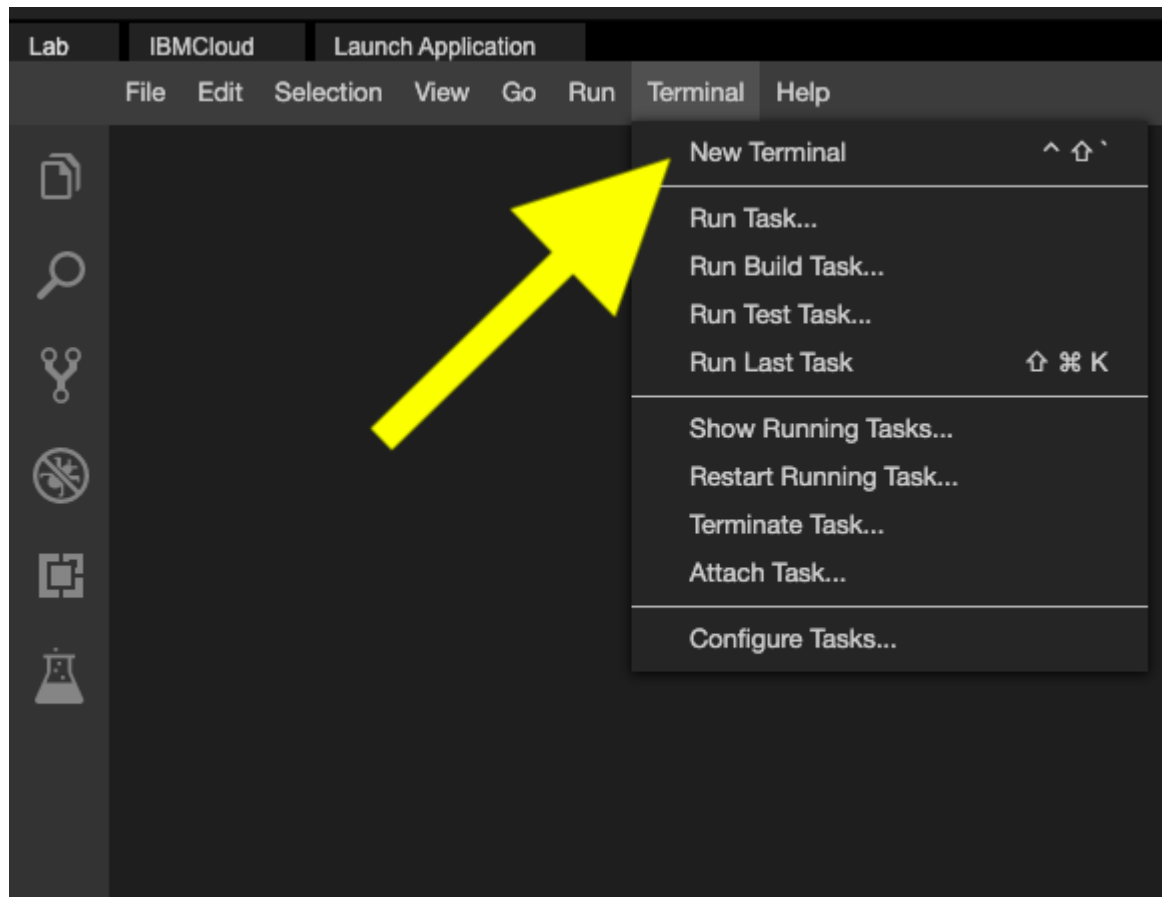 Lab IBMCloud Launch Application
File Edit Selection View Go Run Terminal Help
New Terminal ^ ⇧ `
Run Task...
Run Build Task...
Run Test Task...
Run Last Task ⇧ ⌘ K
Show Running Tasks...
Restart Running Task...
Terminate Task...
Attach Task...
Configure Tasks...